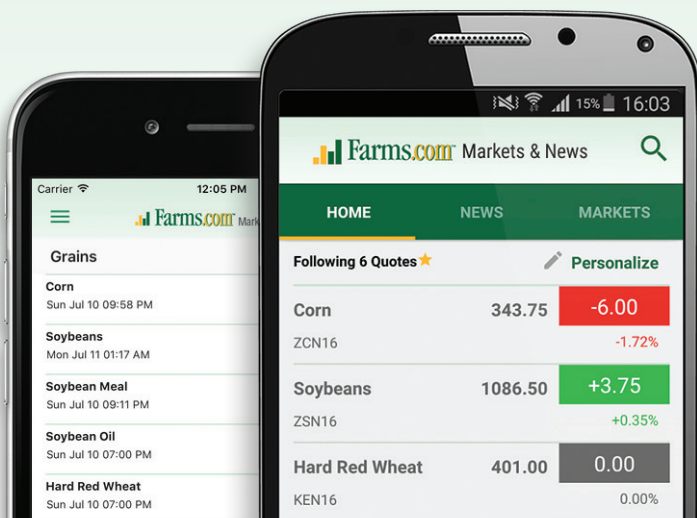 Carrier
12:05 PM
Farms.com Mark
Grains
Corn
Sun Jul 10 09:58 PM
Soybeans
Mon Jul 11 01:17 AM
Soybean Meal
Sun Jul 10 09:11 PM
Soybean Oil
Sun Jul 10 07:00 PM
Hard Red Wheat
Sun Jul 10 07:00 PM
15% 16:03
Farms.com Markets & News
HOME NEWS MARKETS
Following 6 Quotes Personalize
Corn 343.75 -6.00
ZCN16 -1.72%
Soybeans 1086.50 +3.75
ZSN16 +0.35%
Hard Red Wheat 401.00 0.00
KEN16 0.00%